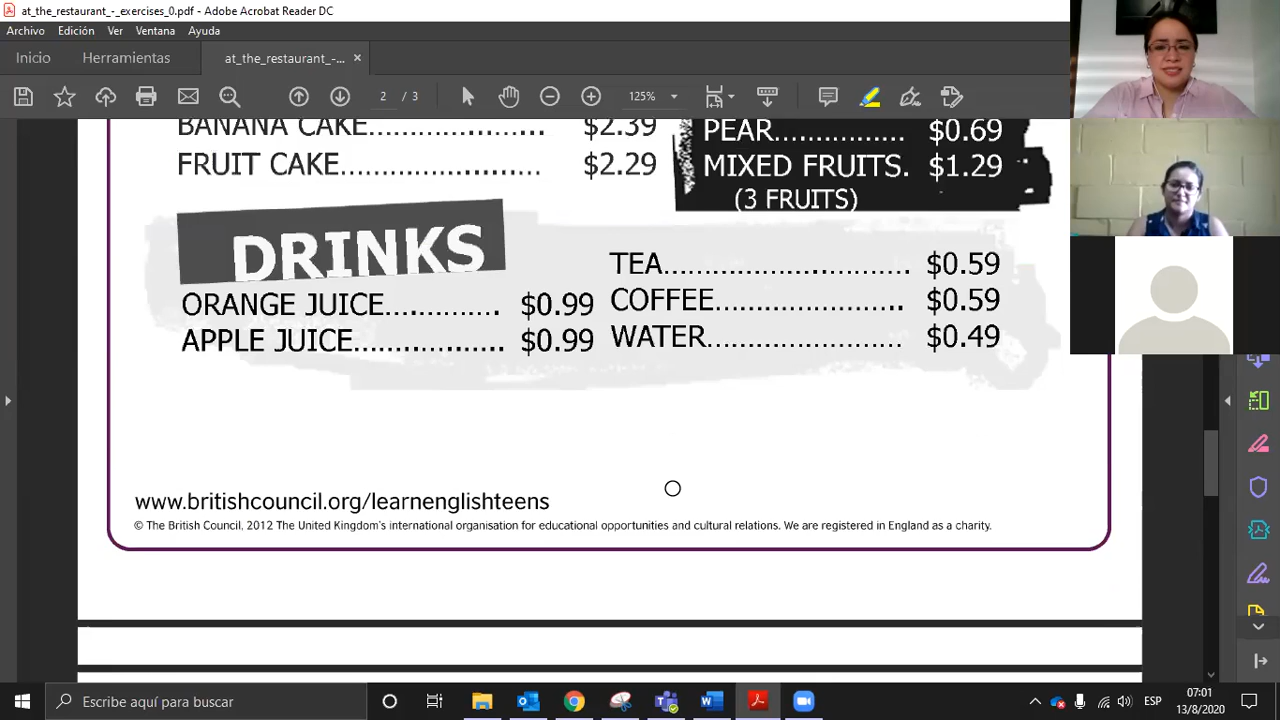 at_the_restaurant_-_exercises_0.pdf - Adobe Acrobat Reader DC
Archivo Edición Ver Ventana Ayuda
Inicio Herramientas at_the_restaurant_-... ×
2 / 3 125%
BANANA CAKE...................... $2.39
FRUIT CAKE......................... $2.29
PEAR................ $0.69
MIXED FRUITS. $1.29
(3 FRUITS)
DRINKS
ORANGE JUICE.............. $0.99
APPLE JUICE................... $0.99
TEA............................... $0.59
COFFEE........................ $0.59
WATER......................... $0.49
www.britishcouncil.org/learnenglishteens
© The British Council, 2012 The United Kingdom's international organisation for educational opportunities and cultural relations. We are registered in England as a charity.
Escribe aquí para buscar
ESP
07:01
13/8/2020